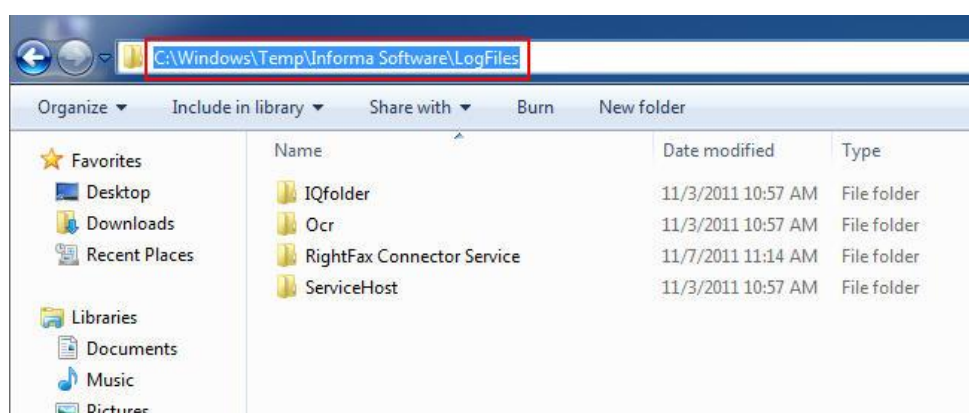 C:\Windows\Temp\Informa Software\LogFiles
Organize Include in library Share with Burn New folder
Name Date modified Type
Favorites
Desktop
Downloads
Recent Places
Libraries
Documents
Music
Pictures
IQfolder 11/3/2011 10:57 AM File folder
Ocr 11/3/2011 10:57 AM File folder
RightFax Connector Service 11/7/2011 11:14 AM File folder
ServiceHost 11/3/2011 10:57 AM File folder